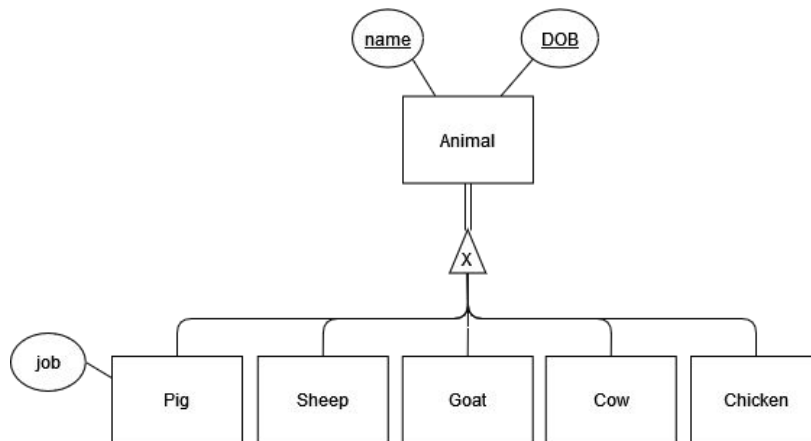 name
DOB
Animal
X
job
Pig
Sheep
Goat
Cow
Chicken